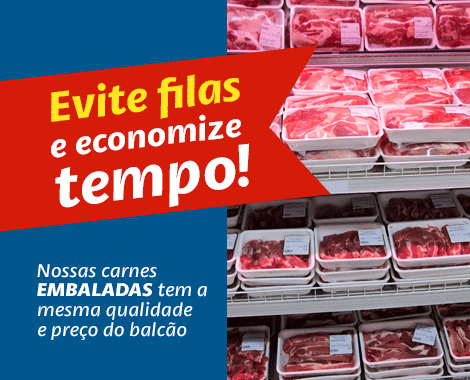 Evite filas
e economize
tempo!
Nossas carnes
EMBALADAS tem a
mesma qualidade
e preço do balcão